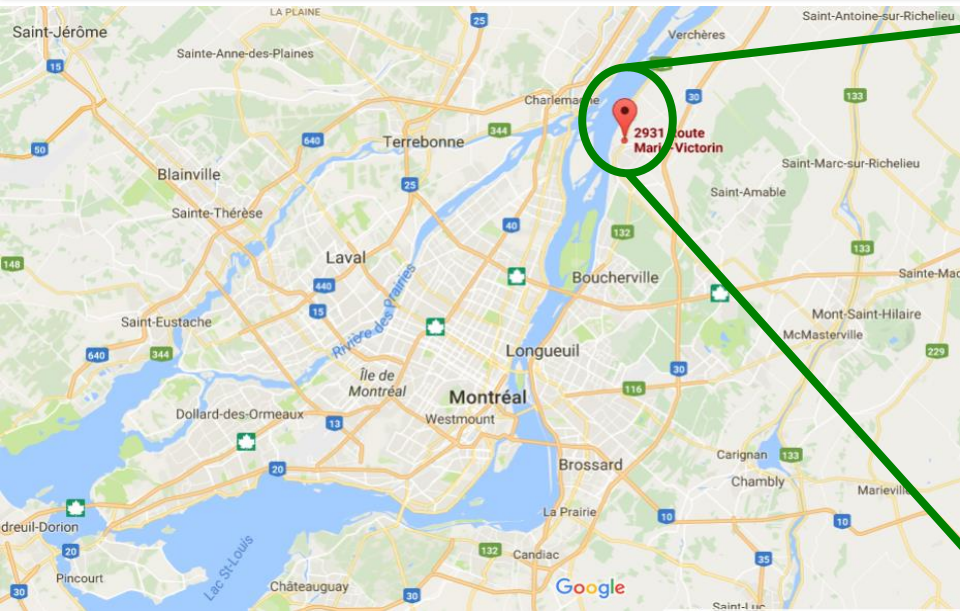 LA PLAINE
Saint-Antoine-sur-Richelieu
25
Saint-Jérôme
Verchères
Sainte-Anne-des-Plaines
15
133
30
Charlemagne
344
640
2931 Route
Marie-Victorin
Terrebonne
50
Saint-Marc-sur-Richelieu
Blainville
25
Saint-Amable
Sainte-Thérèse
40
132
133
Laval
148
Sainte-Mad
Boucherville
440
15
Rivière des Prairies
Mont-Saint-Hilaire
Saint-Eustache
McMasterville
640
344
Longueuil
229
30
Île de
Montréal
116
Montréal
Dollard-des-Ormeaux
Westmount
13
Carignan
133
Brossard
20
Chambly
Marieville
La Prairie
10
10
dreuil-Dorion
20
132
Candiac
35
Lac St-Louis
Pincourt
Châteauguay
Google
30
30
Saint-Luc